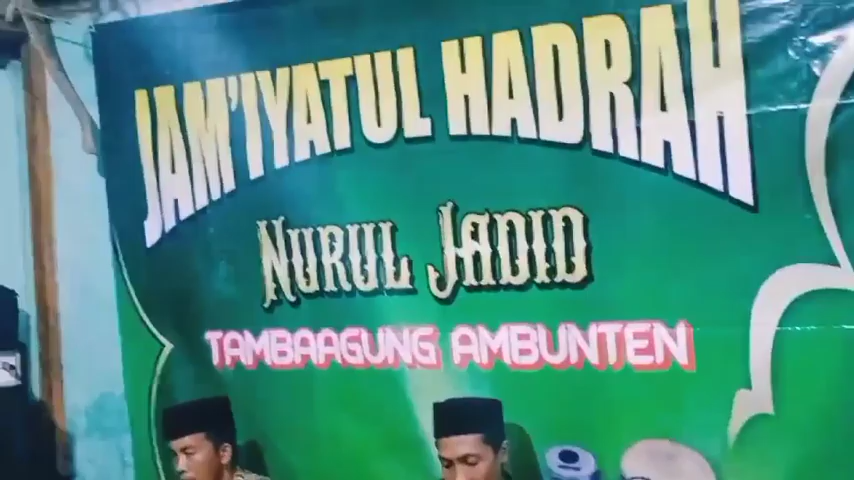 JAM'IYATUL HADRAH
NURUL JADID
TAMBAAGUNG AMBUNTEN